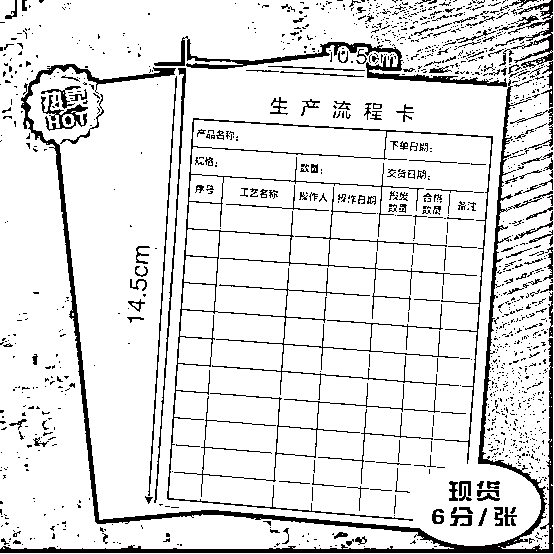 10.5cm
热卖
HOT
生产流程卡
产品名称：
下单日期：
规格：
数量：
交货日期：
序号
工艺名称
操作人
操作日期
投发
数量
合格
数量
备注
14.5cm
现货
6分/张